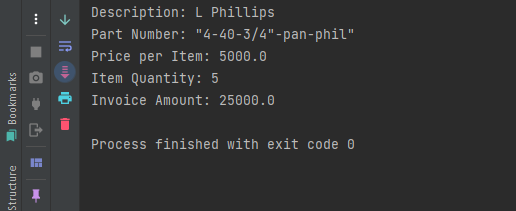 Description: L Phillips
Part Number: "4-40-3/4"-pan-phil"
Price per Item: 5000.0
Item Quantity: 5
Invoice Amount: 25000.0
Process finished with exit code 0
Bookmarks
Structure